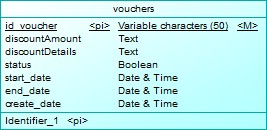 vouchers
id_voucher <pi> Variable characters (50) <M>
discountAmount Text
discountDetails Text
status Boolean
start_date Date & Time
end_date Date & Time
create_date Date & Time
Identifier_1 <pi>